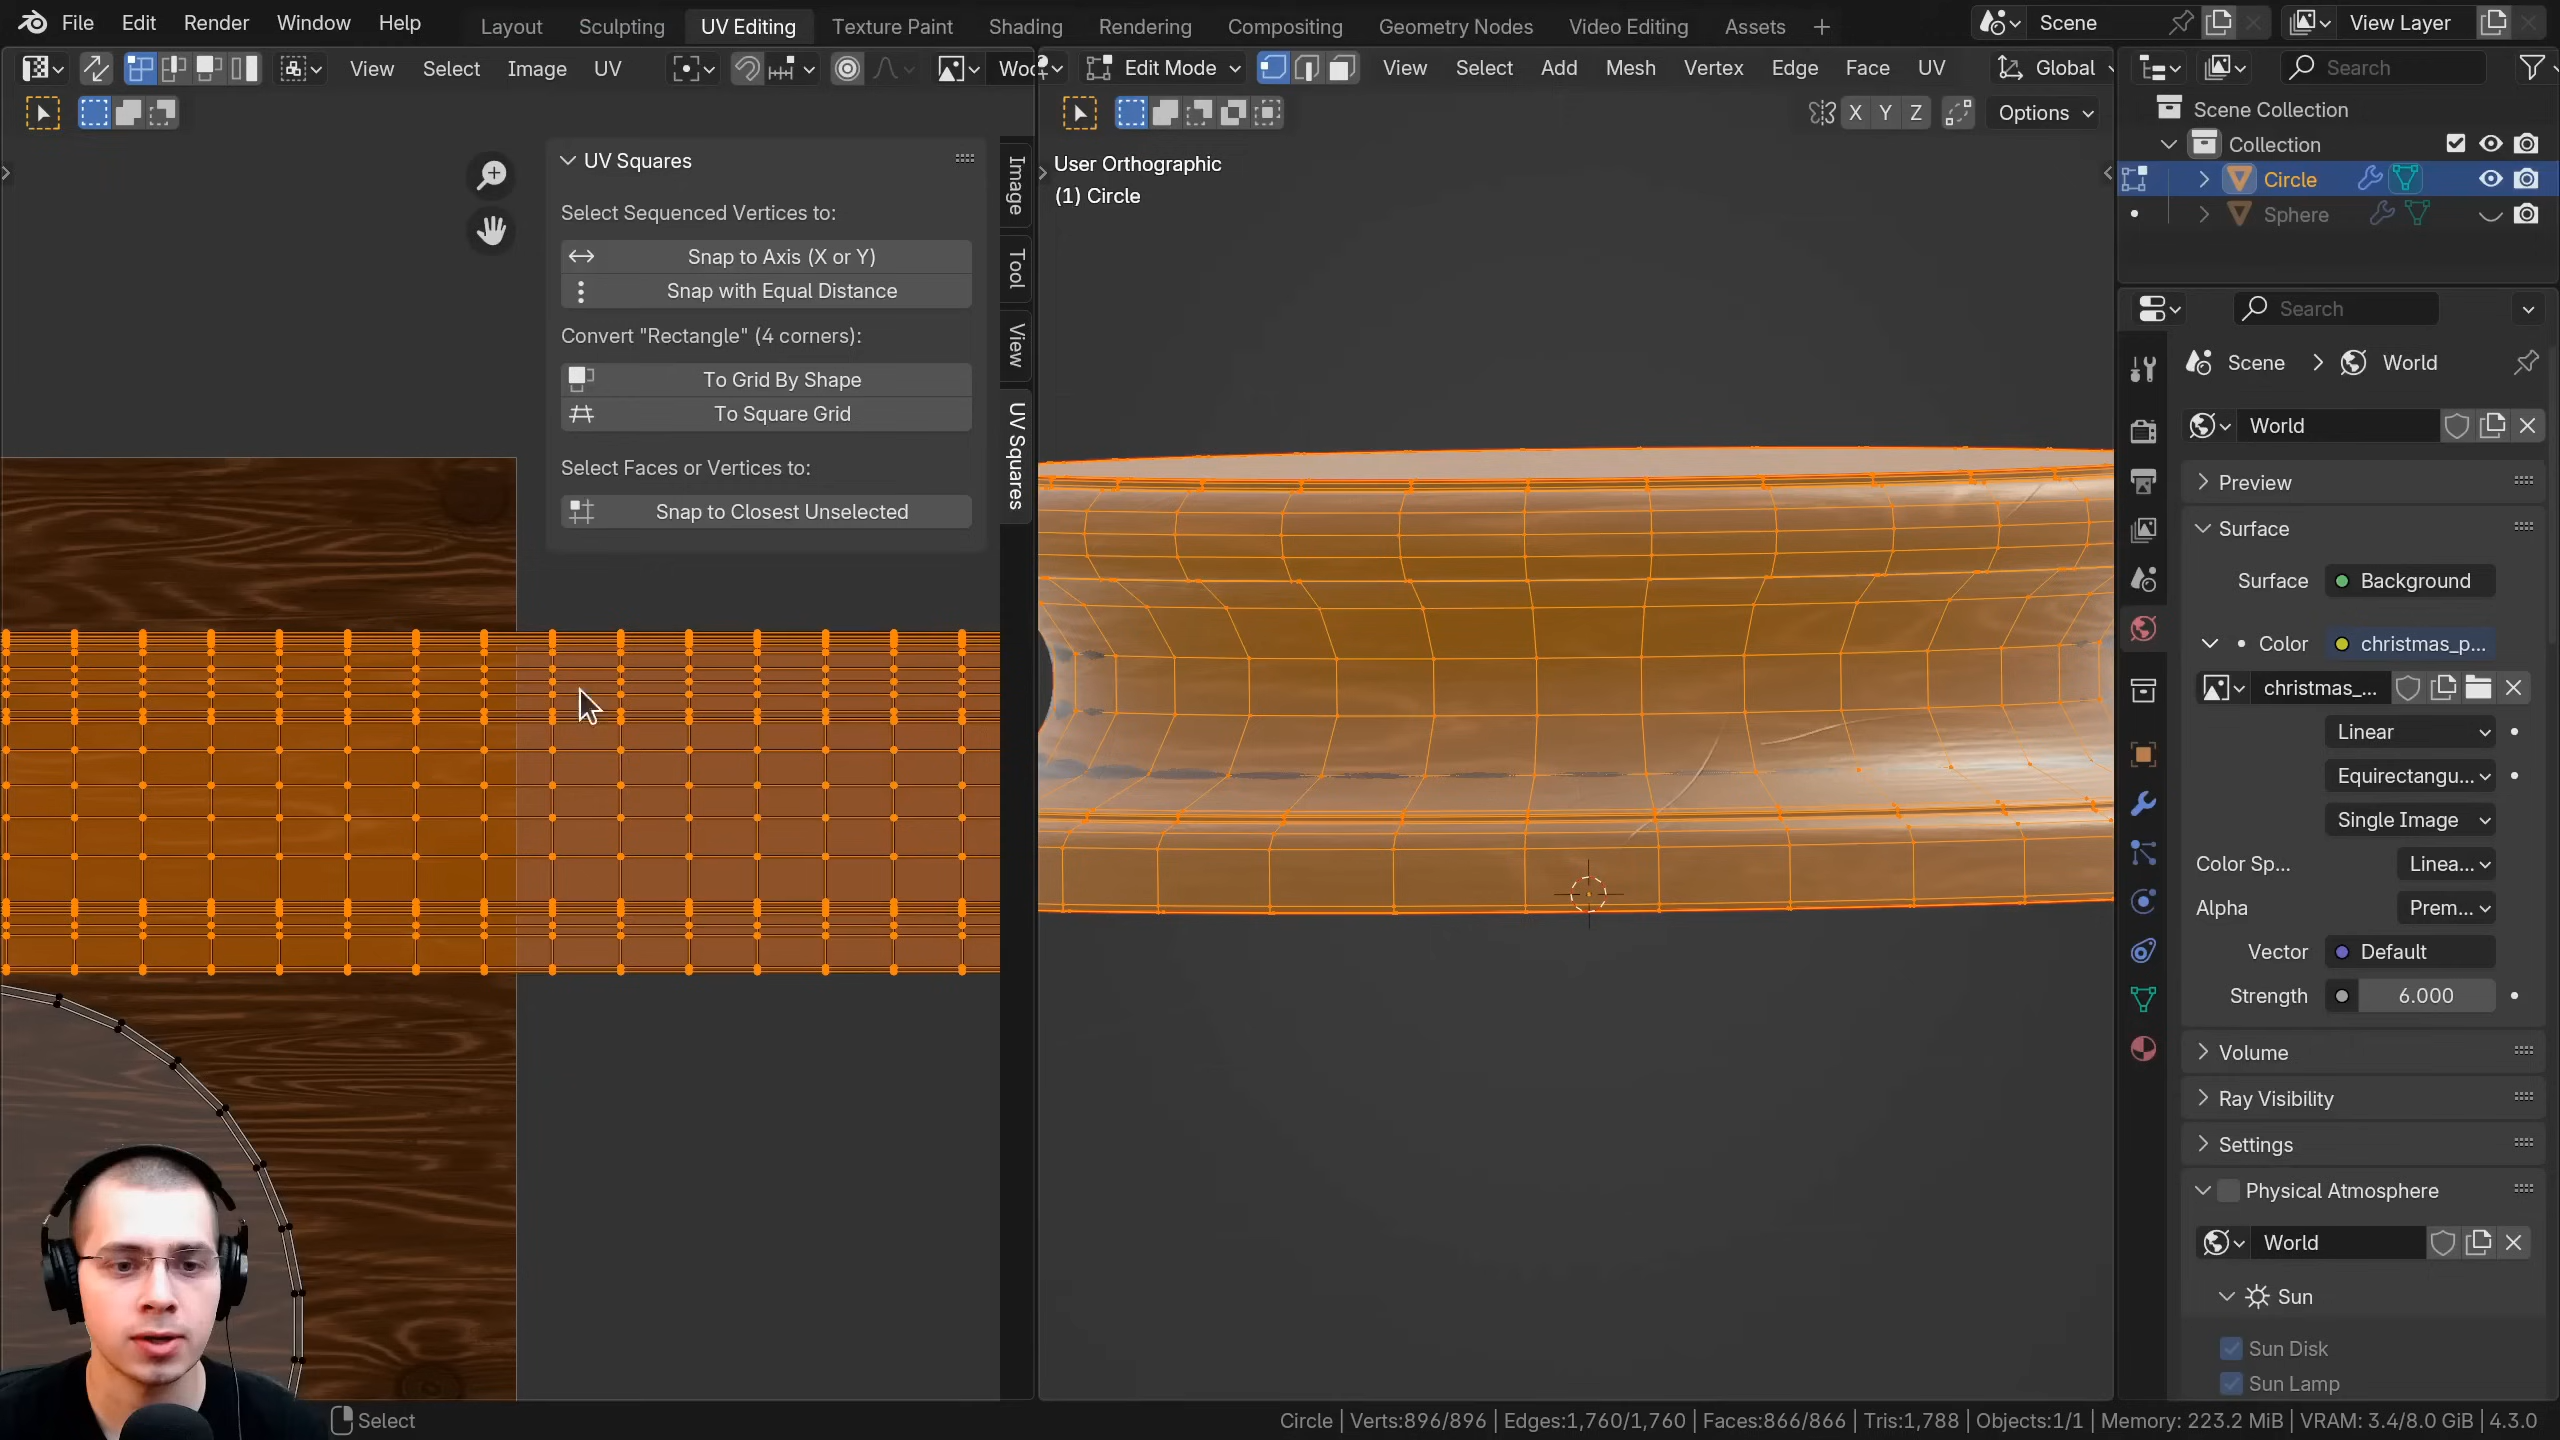 File Edit Render Window Help
Layout Sculpting UV Editing Texture Paint Shading Rendering Compositing Geometry Nodes Video Editing Assets +
Scene
View Layer
View Select Image UV
Woo
Edit Mode View Select Add Mesh Vertex Edge Face UV Global
Search
X Y Z Options
UV Squares
Select Sequenced Vertices to:
Snap to Axis (X or Y)
Snap with Equal Distance
Convert "Rectangle" (4 corners):
To Grid By Shape
To Square Grid
Select Faces or Vertices to:
Snap to Closest Unselected
Image
Tool
View
UV Squares
User Orthographic
(1) Circle
Scene Collection
Collection
Circle
Sphere
Search
Scene > World
World
Preview
Surface
Surface Background
Color christmas_p...
christmas_...
Linear
Equirectangu...
Single Image
Color Sp... Linea...
Alpha Prem...
Vector Default
Strength 6.000
Volume
Ray Visibility
Settings
Physical Atmosphere
World
Sun
Sun Disk
Sun Lamp
Select
Circle | Verts:896/896 | Edges:1,760/1,760 | Faces:866/866 | Tris:1,788 | Objects:1/1 | Memory: 223.2 MiB | VRAM: 3.4/8.0 GiB | 4.3.0